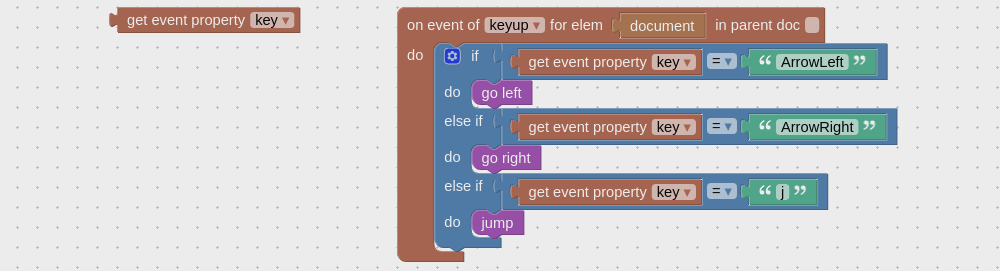 get event property key ▾
on event of keyup ▾ for elem document in parent doc
do if get event property key ▾ = ▾ “ ArrowLeft ”
do go left
else if get event property key ▾ = ▾ “ ArrowRight ”
do go right
else if get event property key ▾ = ▾ “ j ”
do jump